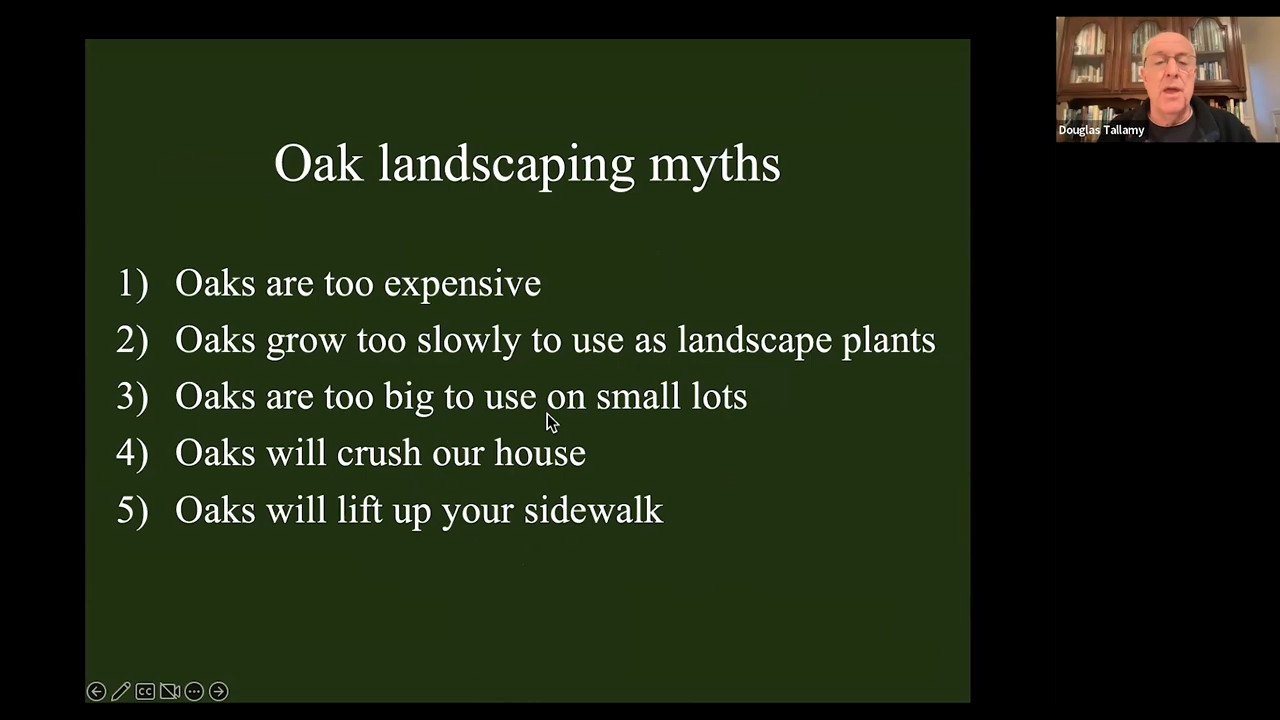 Oak landscaping myths
1) Oaks are too expensive
2) Oaks grow too slowly to use as landscape plants
3) Oaks are too big to use on small lots
4) Oaks will crush our house
5) Oaks will lift up your sidewalk
Douglas Tallamy
CC